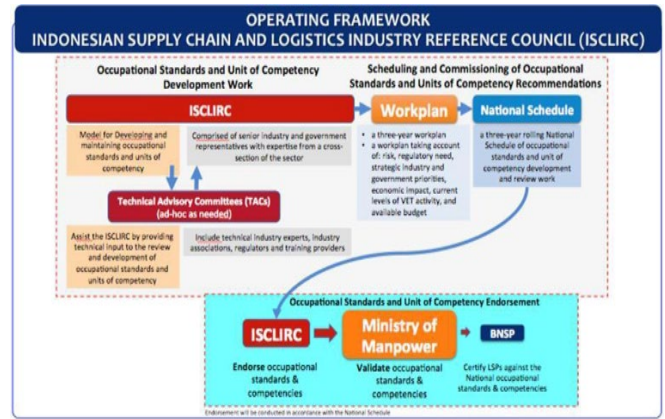 OPERATING FRAMEWORK
INDONESIAN SUPPLY CHAIN AND LOGISTICS INDUSTRY REFERENCE COUNCIL (ISCLIRC)
Occupational Standards and Unit of Competency
Development Work
Scheduling and Commissioning of Occupational
Standards and Units of Competency Recommendations
ISCLIRC
Workplan
National Schedule
Model for Developing and
maintaining occupational
standards and units of
competency
Comprised of senior industry and government
representatives with expertise from a cross-
section of the sector
• a three-year workplan
• a workplan taking account
of: risk, regulatory need,
strategic industry and
government priorities,
economic impact, current
levels of VET activity, and
available budget
a three-year rolling National
Schedule of occupational
standards and unit of
competency development
and review work
Technical Advisory Committees (TACs)
(ad-hoc as needed)
Assist the ISCLIRC by providing
technical input to the review
and development of
occupational standards and
units of competency
Include technical industry experts, industry
associations, regulators and training providers
Occupational Standards and Unit of Competency Endorsement
ISCLIRC
Ministry of
Manpower
BNSP
Endorse occupational
standards &
competencies
Validate occupational
standards &
competencies
Certify LSPs against the
National occupational
standards & competencies
Endorsement will be conducted in accordance with the National Schedule